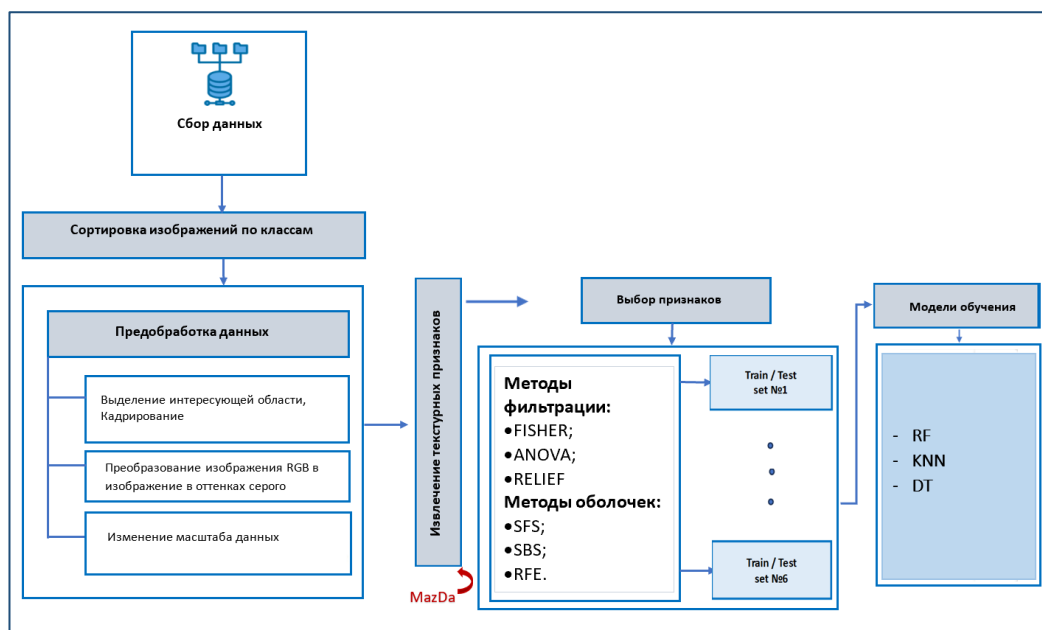 Сбор данных
Сортировка изображений по классам
Предобработка данных
Выделение интересующей области,
Кадрирование
Преобразование изображения RGB в
изображение в оттенках серого
Изменение масштаба данных
Извлечение текстурных признаков
MazDa
Выбор признаков
Методы
фильтрации:
•FISHER;
•ANOVA;
•RELIEF
Методы оболочек:
•SFS;
•SBS;
•RFE.
Train / Test
set №1
Train / Test
set №6
Модели обучения
- RF
- KNN
- DT